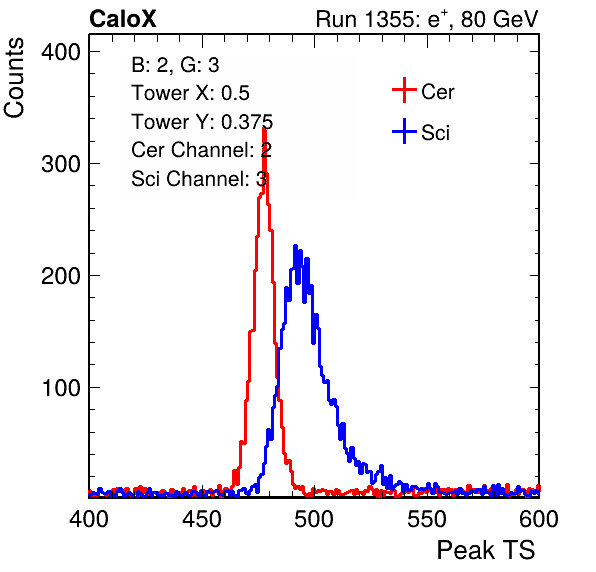 CaloX Run 1355: e⁺, 80 GeV
Counts
400
300
200
100
B: 2, G: 3
Tower X: 0.5
Tower Y: 0.375
Cer Channel: 2
Sci Channel: 3
Cer
Sci
400 450 500 550 600
Peak TS